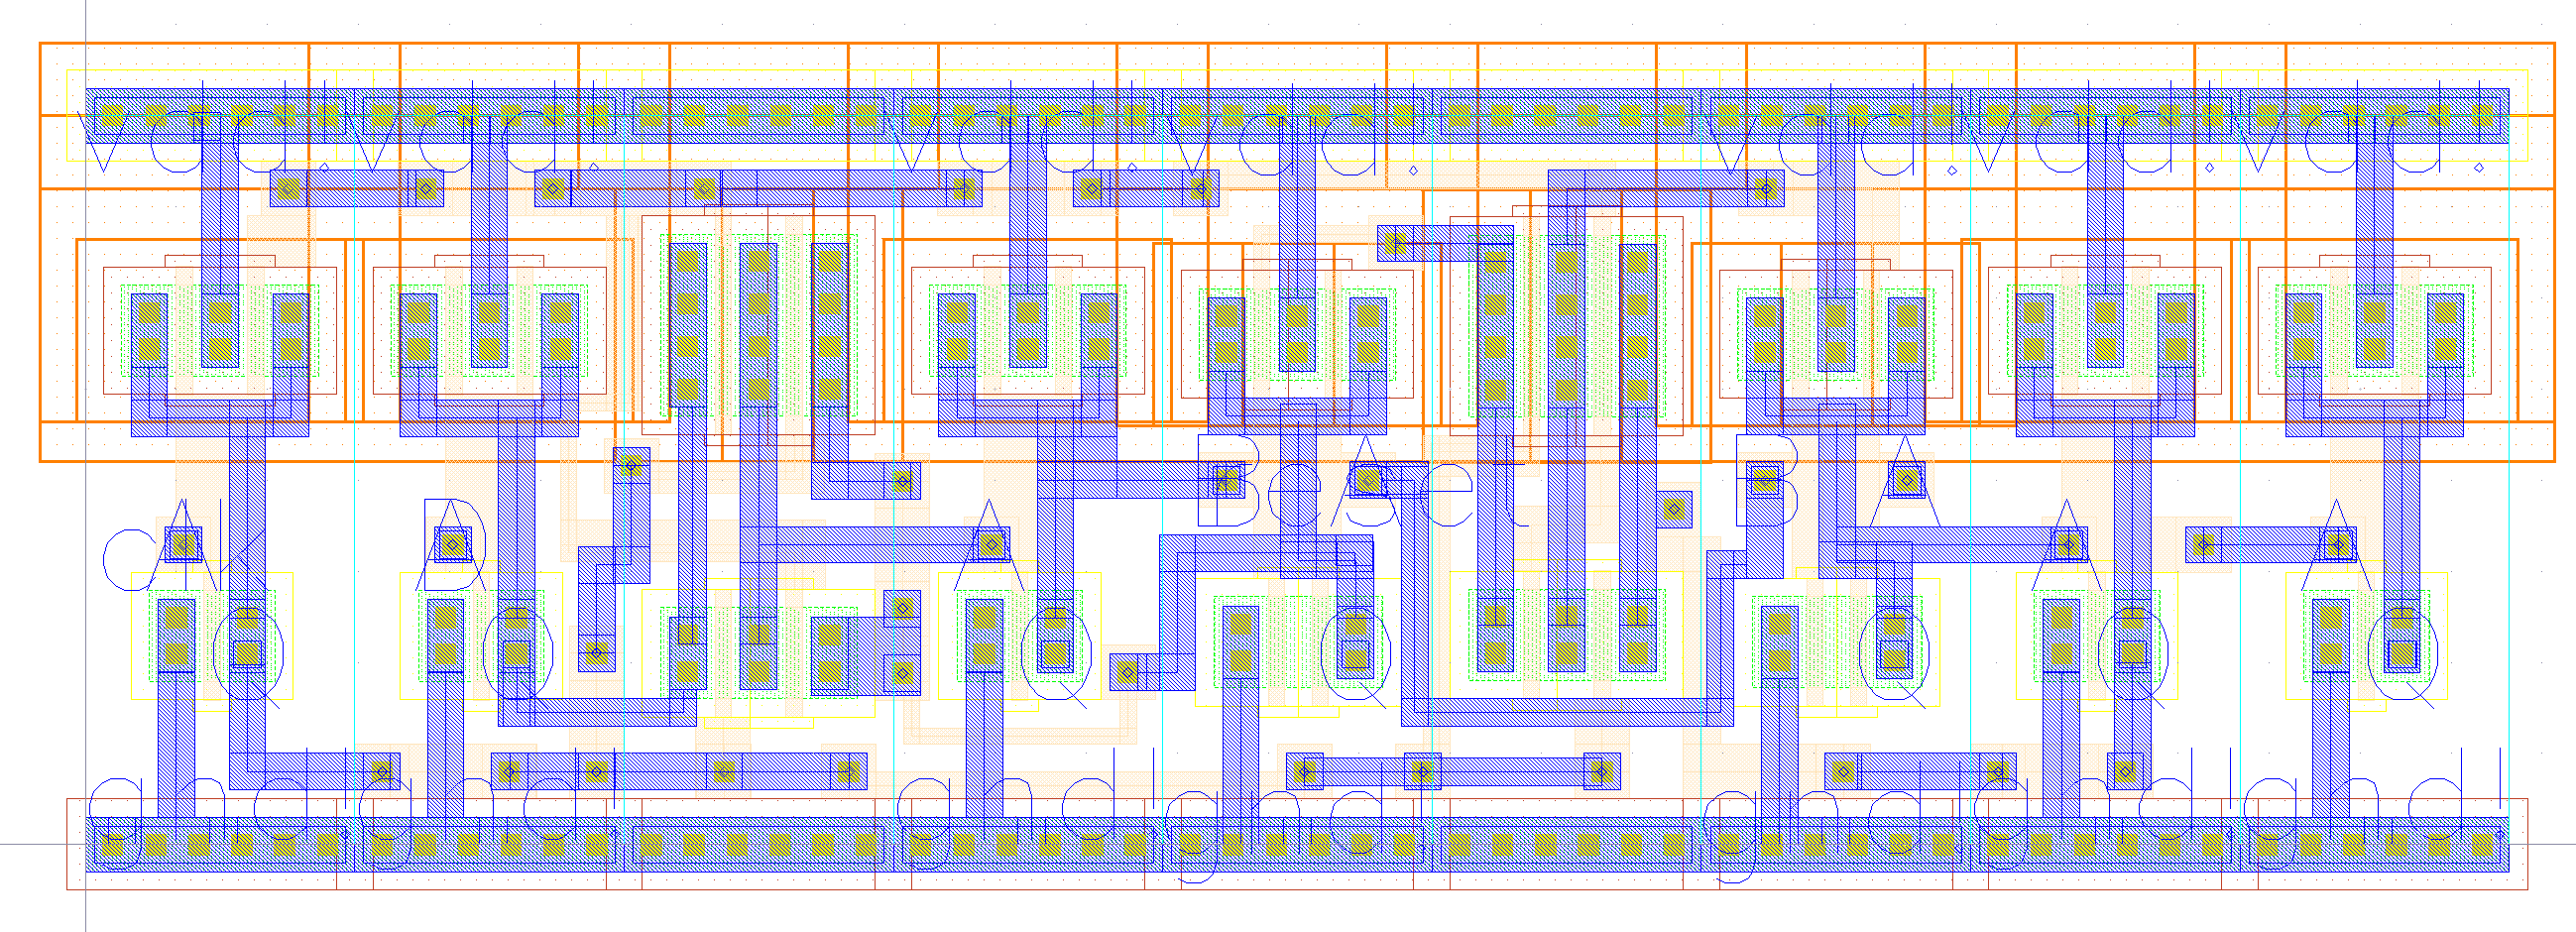 vdd! vdd! vdd! vdd! vdd! vdd! vdd!
B Reset A B A
Clk A D A A A A
Q Q Q Q Q Q Q
gnd! gnd! gnd! gnd! gnd! gnd! gnd!